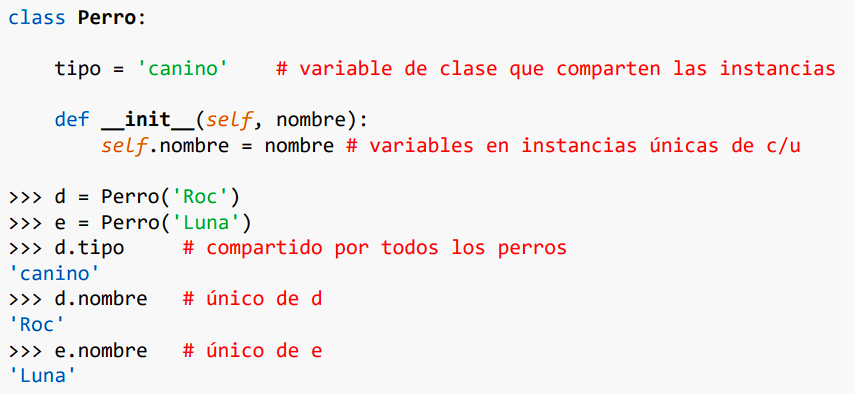 class Perro:
    tipo = 'canino'    # variable de clase que comparten las instancias
    def __init__(self, nombre):
        self.nombre = nombre # variables en instancias únicas de c/u
>>> d = Perro('Roc')
>>> e = Perro('Luna')
>>> d.tipo     # compartido por todos los perros
'canino'
>>> d.nombre   # único de d
'Roc'
>>> e.nombre   # único de e
'Luna'